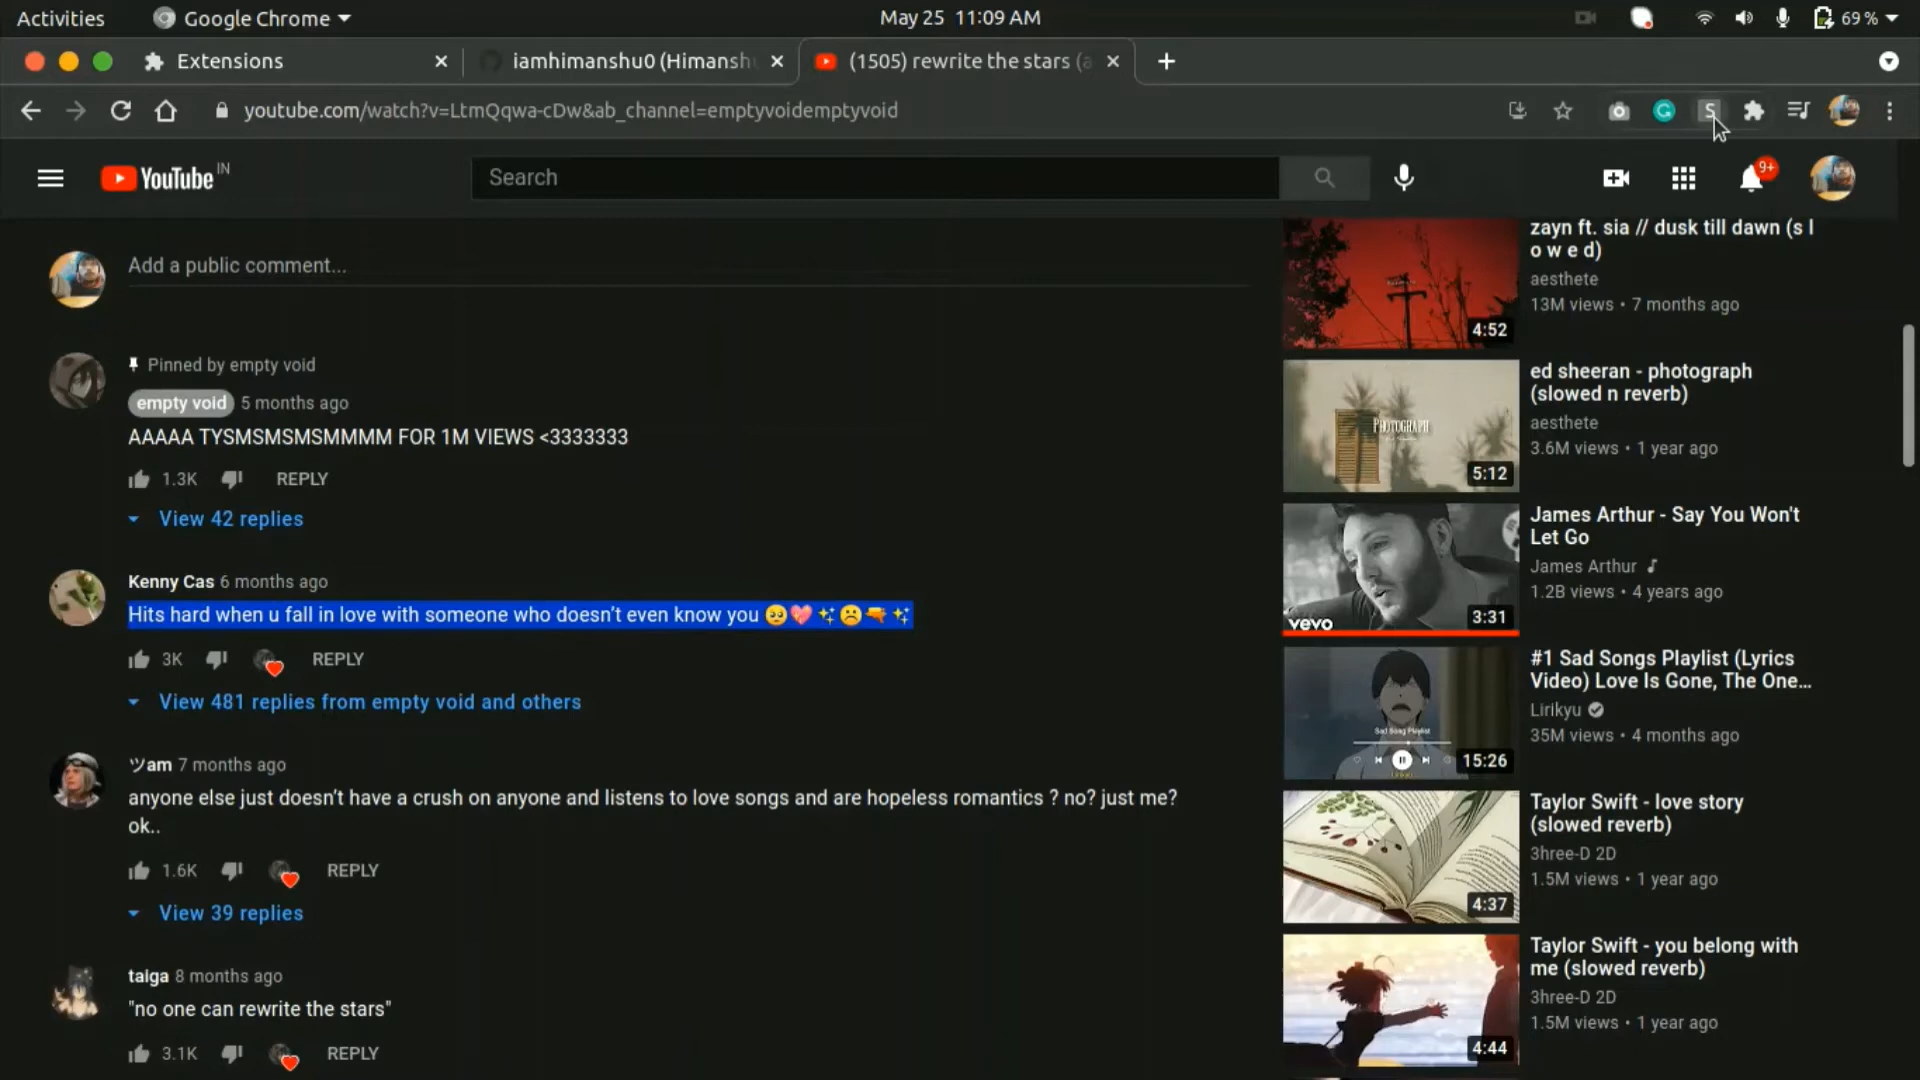 Activities
Google Chrome
May 25 11:09 AM
69 %
Extensions
iamhimanshu0 (Himansh
(1505) rewrite the stars (a
youtube.com/watch?v=LtmQqwa-cDw&ab_channel=emptyvoidemptyvoid
S
YouTube IN
Search
9+
Add a public comment...
Pinned by empty void
empty void 5 months ago
AAAAA TYSMSMSMSMMMM FOR 1M VIEWS <3333333
1.3K REPLY
View 42 replies
Kenny Cas 6 months ago
Hits hard when u fall in love with someone who doesn't even know you 🥺💖✨☹️🔫✨
3K REPLY
View 481 replies from empty void and others
ツam 7 months ago
anyone else just doesn't have a crush on anyone and listens to love songs and are hopeless romantics ? no? just me?
ok..
1.6K REPLY
View 39 replies
taiga 8 months ago
"no one can rewrite the stars"
3.1K REPLY
4:52
zayn ft. sia // dusk till dawn (s l
o w e d)
aesthete
13M views • 7 months ago
PHOTOGRAPH
5:12
ed sheeran - photograph
(slowed n reverb)
aesthete
3.6M views • 1 year ago
vevo
3:31
James Arthur - Say You Won't
Let Go
James Arthur
1.2B views • 4 years ago
Sad Song Playlist
15:26
#1 Sad Songs Playlist (Lyrics
Video) Love Is Gone, The One...
Lirikyu
35M views • 4 months ago
4:37
Taylor Swift - love story
(slowed reverb)
3hree-D 2D
1.5M views • 1 year ago
4:44
Taylor Swift - you belong with
me (slowed reverb)
3hree-D 2D
1.5M views • 1 year ago